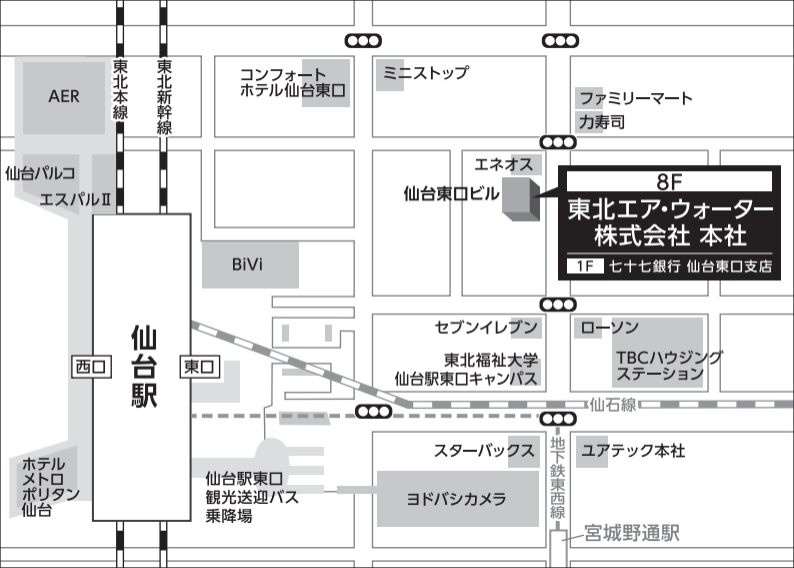 東北本線
東北新幹線
AER
コンフォート
ホテル仙台東口
ミニストップ
ファミリーマート
力寿司
仙台パルコ
エスパルⅡ
エネオス
仙台東口ビル
8F
東北エア・ウォーター
株式会社 本社
1F 七十七銀行 仙台東口支店
BiVi
仙台駅
西口
東口
セブンイレブン
ローソン
東北福祉大学
仙台駅東口キャンパス
TBCハウジング
ステーション
仙石線
スターバックス
ユアテック本社
地下鉄東西線
ホテル
メトロ
ポリタン
仙台
仙台駅東口
観光送迎バス
乗降場
ヨドバシカメラ
宮城野通駅